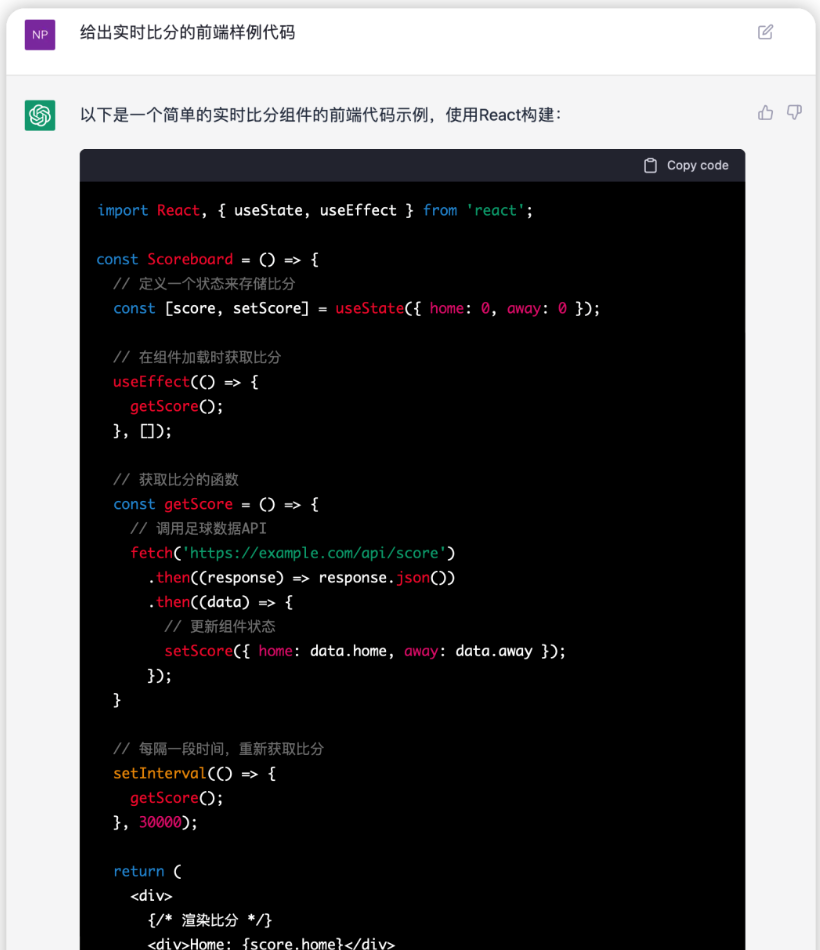 NP
给出实时比分的前端样例代码
以下是一个简单的实时比分组件的前端代码示例，使用React构建：
Copy code
import React, { useState, useEffect } from 'react';
const Scoreboard = () => {
// 定义一个状态来存储比分
const [score, setScore] = useState({ home: 0, away: 0 });
// 在组件加载时获取比分
useEffect(() => {
getScore();
}, []);
// 获取比分的函数
const getScore = () => {
// 调用足球数据API
fetch('https://example.com/api/score')
.then((response) => response.json())
.then((data) => {
// 更新组件状态
setScore({ home: data.home, away: data.away });
});
}
// 每隔一段时间，重新获取比分
setInterval(() => {
getScore();
}, 30000);
return (
<div>
{/* 渲染比分 */}
<div>Home: {score.home}</div>